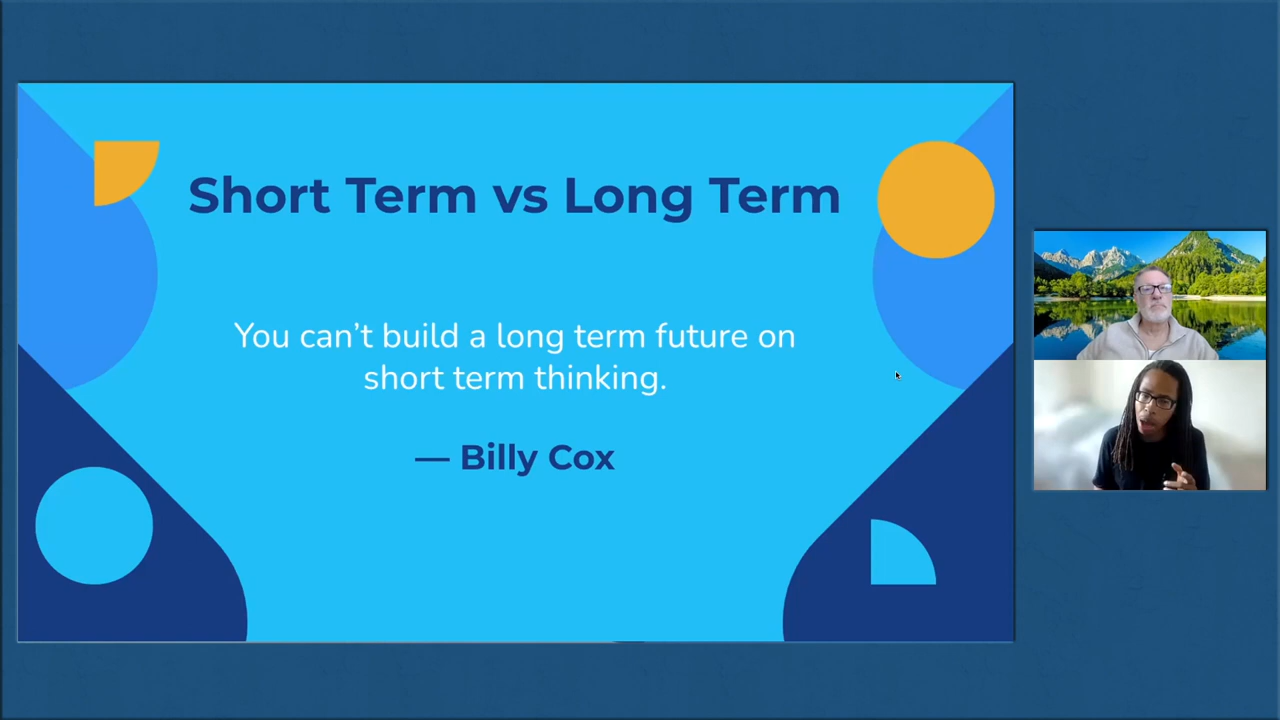 Short Term vs Long Term
You can’t build a long term future on
short term thinking.
— Billy Cox